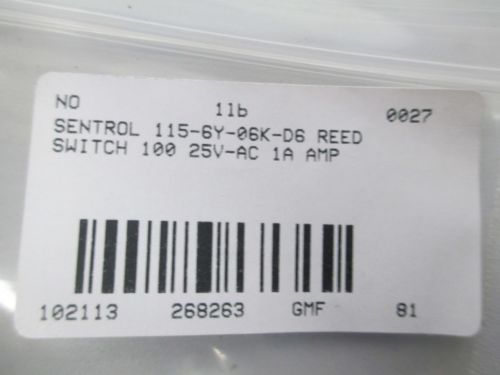 NO 11b 0027
SENTROL 115-6Y-06K-D6 REED
SWITCH 100 25V-AC 1A AMP
102113 268263 GMF 81